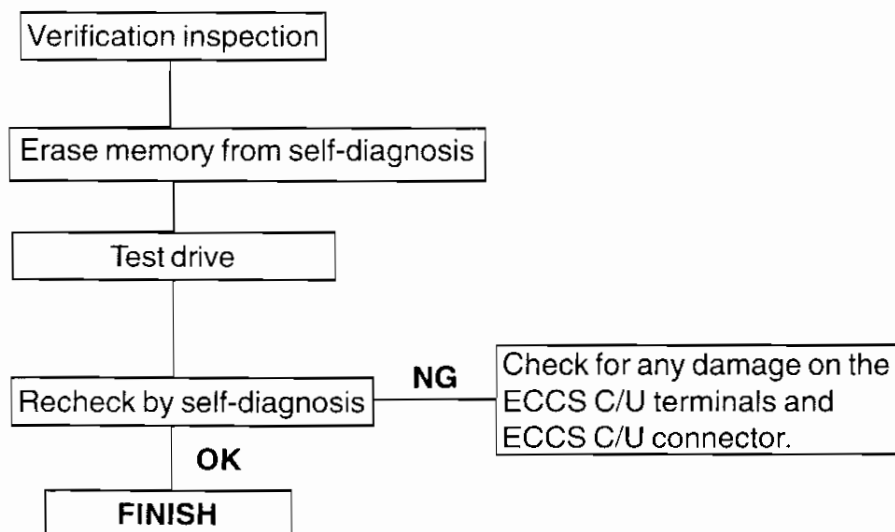 Verification inspection
Erase memory from self-diagnosis
Test drive
Recheck by self-diagnosis
NG
Check for any damage on the
ECCS C/U terminals and
ECCS C/U connector.
OK
FINISH